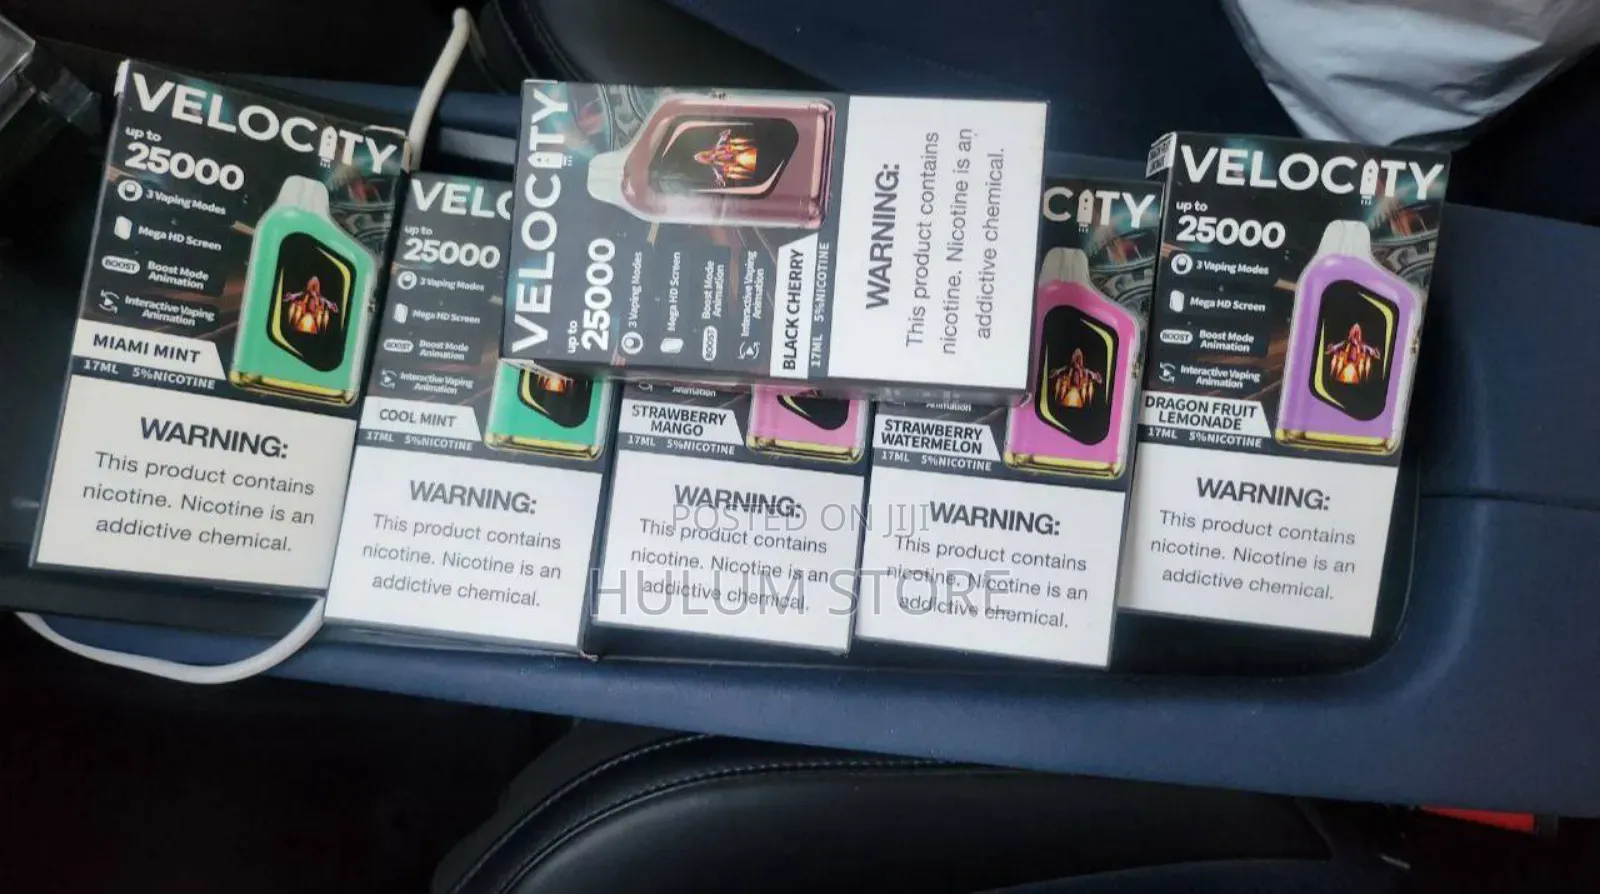 VELOCITY
up to
25000
3 Vaping Modes
Mega HD Screen
BOOST Boost Mode
Animation
Interactive Vaping
Animation
MIAMI MINT
17ML 5%NICOTINE
WARNING:
This product contains
nicotine. Nicotine is an
addictive chemical.
VELOC
up to
25000
3 Vaping Modes
Mega HD Screen
BOOST Boost Mode
Animation
Interactive Vaping
Animation
COOL MINT
17ML 5%NICOTINE
WARNING:
This product contains
nicotine. Nicotine is an
addictive chemical.
VELOCITY
up to
25000
3 Vaping Modes
Mega HD Screen
BOOST Boost Mode
Animation
Interactive Vaping
Animation
BLACK CHERRY
17ML 5%NICOTINE
WARNING:
This product contains
nicotine. Nicotine is an
addictive chemical.
Animation
STRAWBERRY
MANGO
17ML 5%NICOTINE
WARNING:
This product contains
nicotine. Nicotine is an
addictive chemical.
CITY
Animation
STRAWBERRY
WATERMELON
17ML 5%NICOTINE
WARNING:
This product contains
nicotine. Nicotine is an
addictive chemical.
VELOCITY
up to
25000
3 Vaping Modes
Mega HD Screen
BOOST Boost Mode
Animation
Interactive Vaping
Animation
DRAGON FRUIT
LEMONADE
17ML 5%NICOTINE
WARNING:
This product contains
nicotine. Nicotine is an
addictive chemical.
POSTED ON JIJI
HULUM STORE